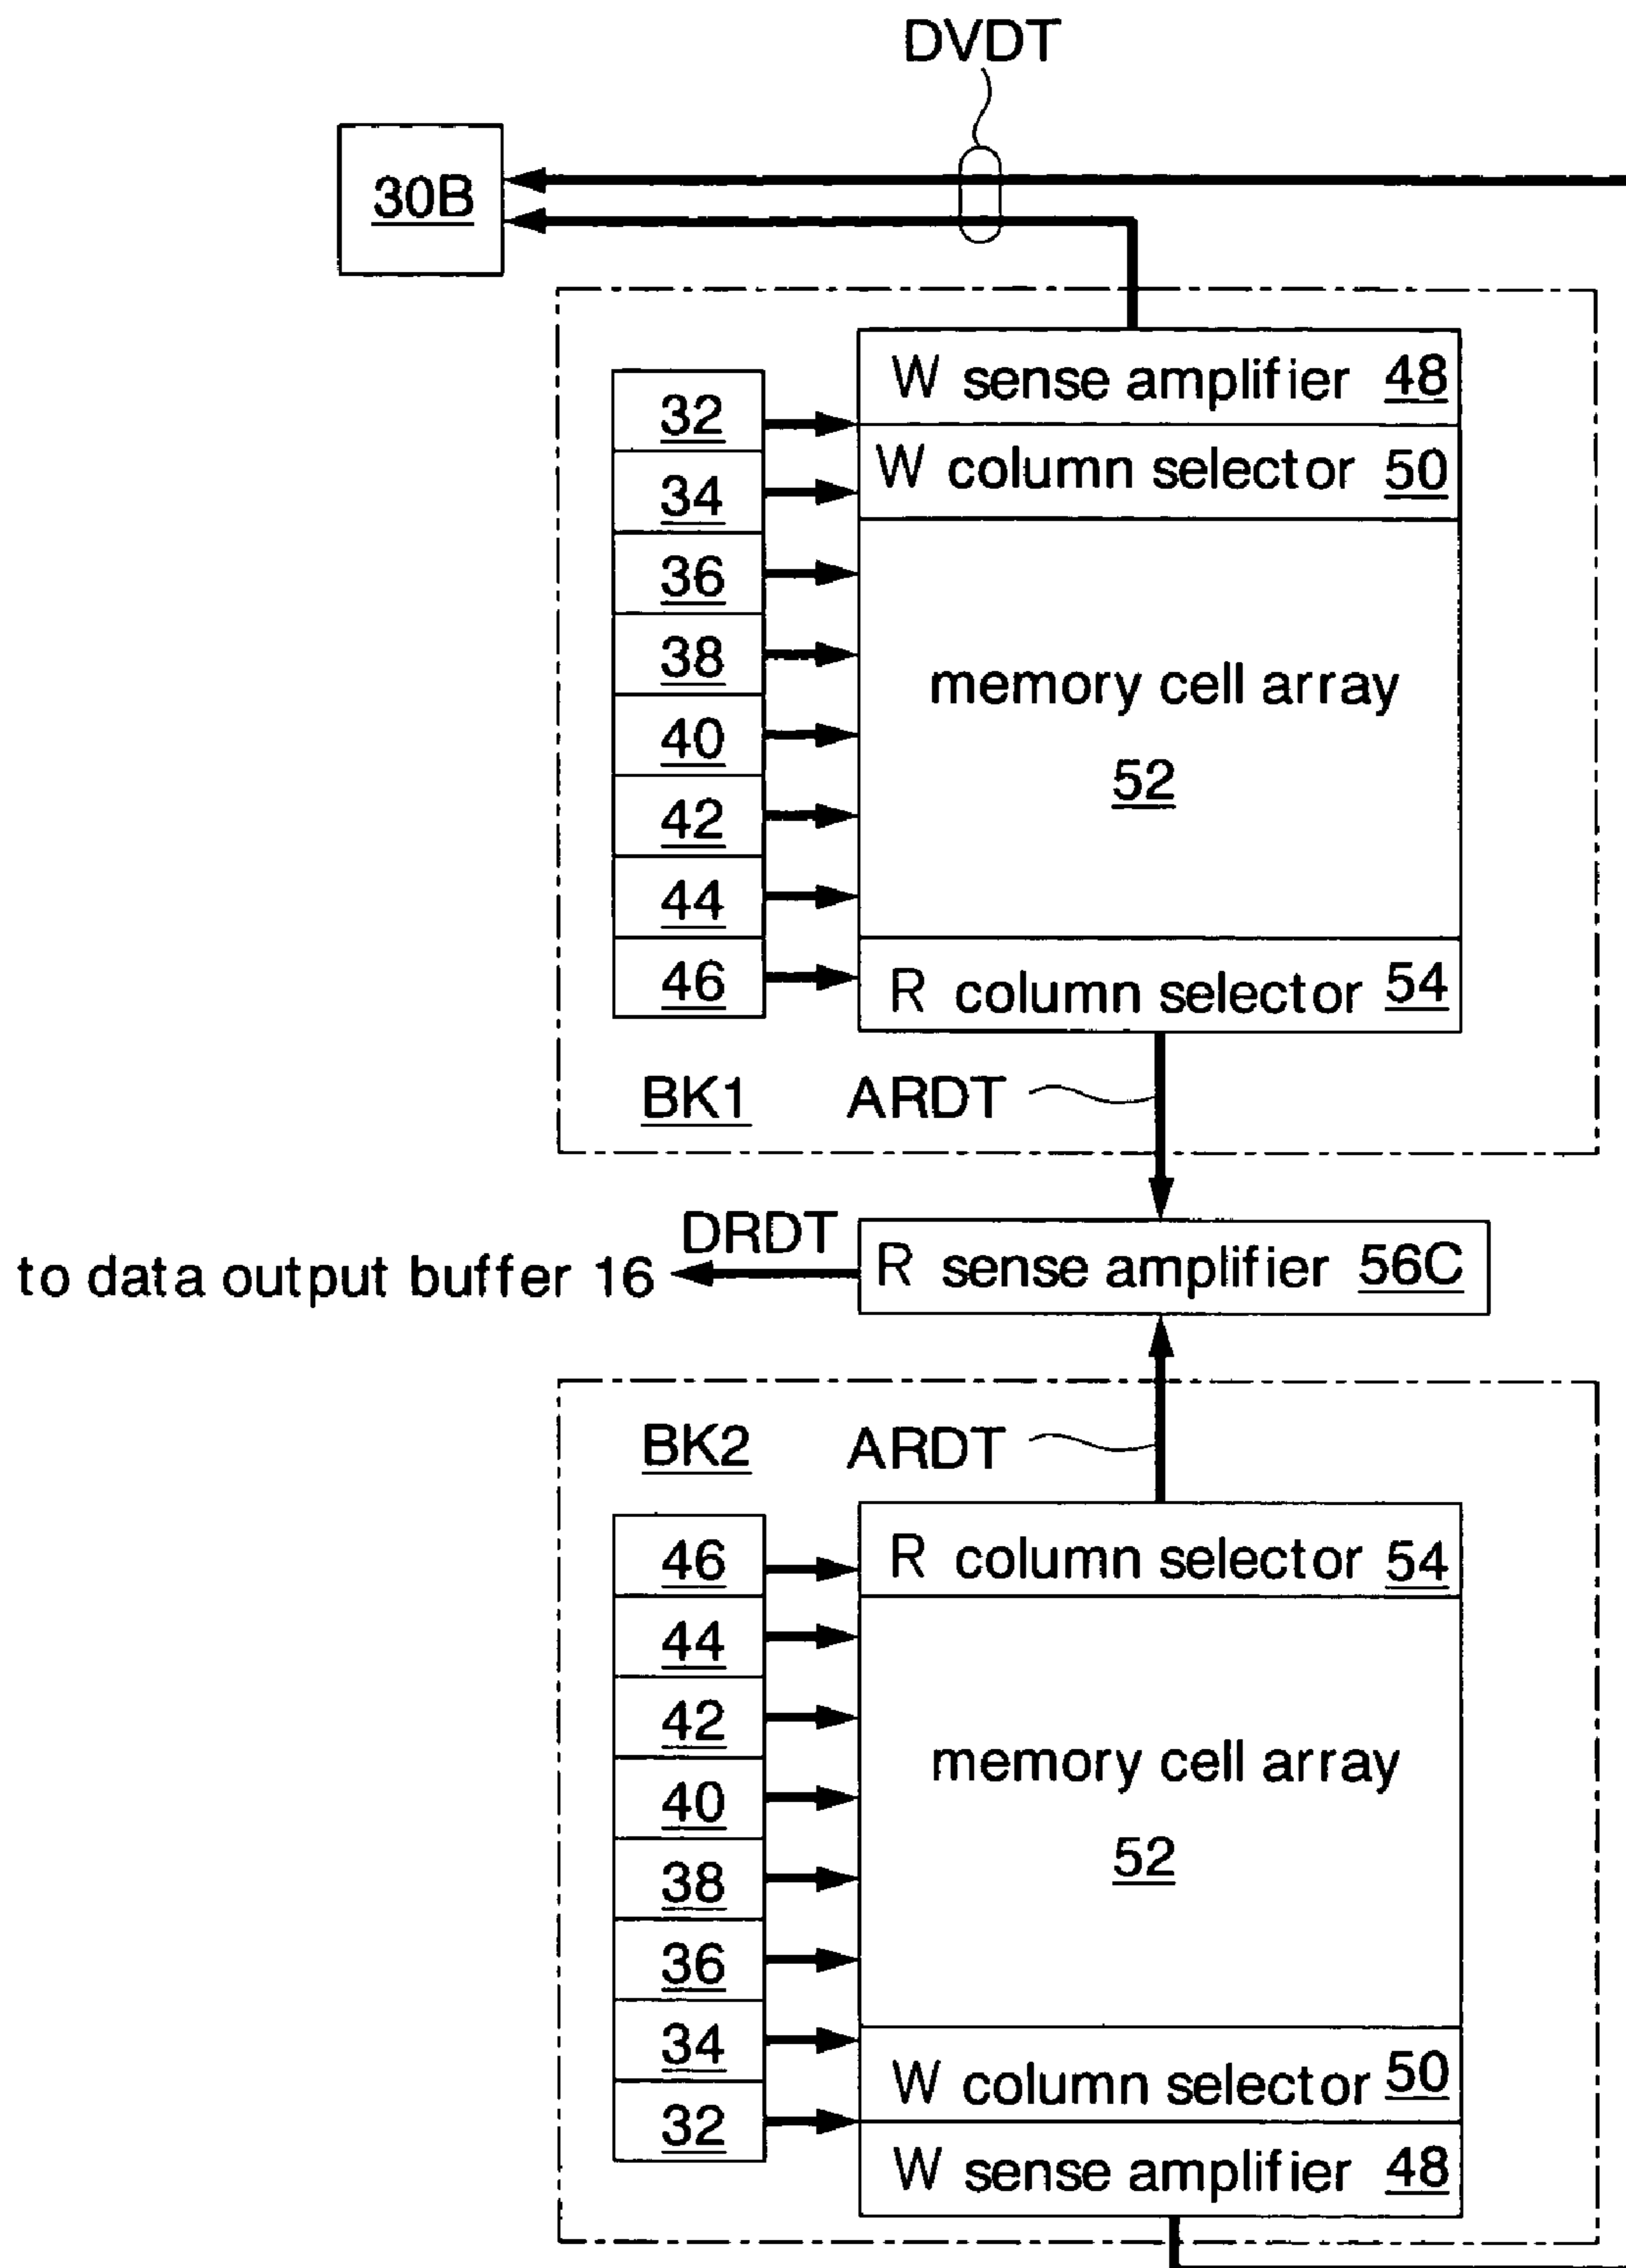 DVDT
30B
W sense amplifier 48
32
W column selector 50
34
36
38
memory cell array
40
52
42
44
46
R column selector 54
BK1 ARDT
DRDT
to data output buffer 16
R sense amplifier 56C
BK2 ARDT
46
R column selector 54
44
42
memory cell array
40
52
38
36
34
W column selector 50
32
W sense amplifier 48